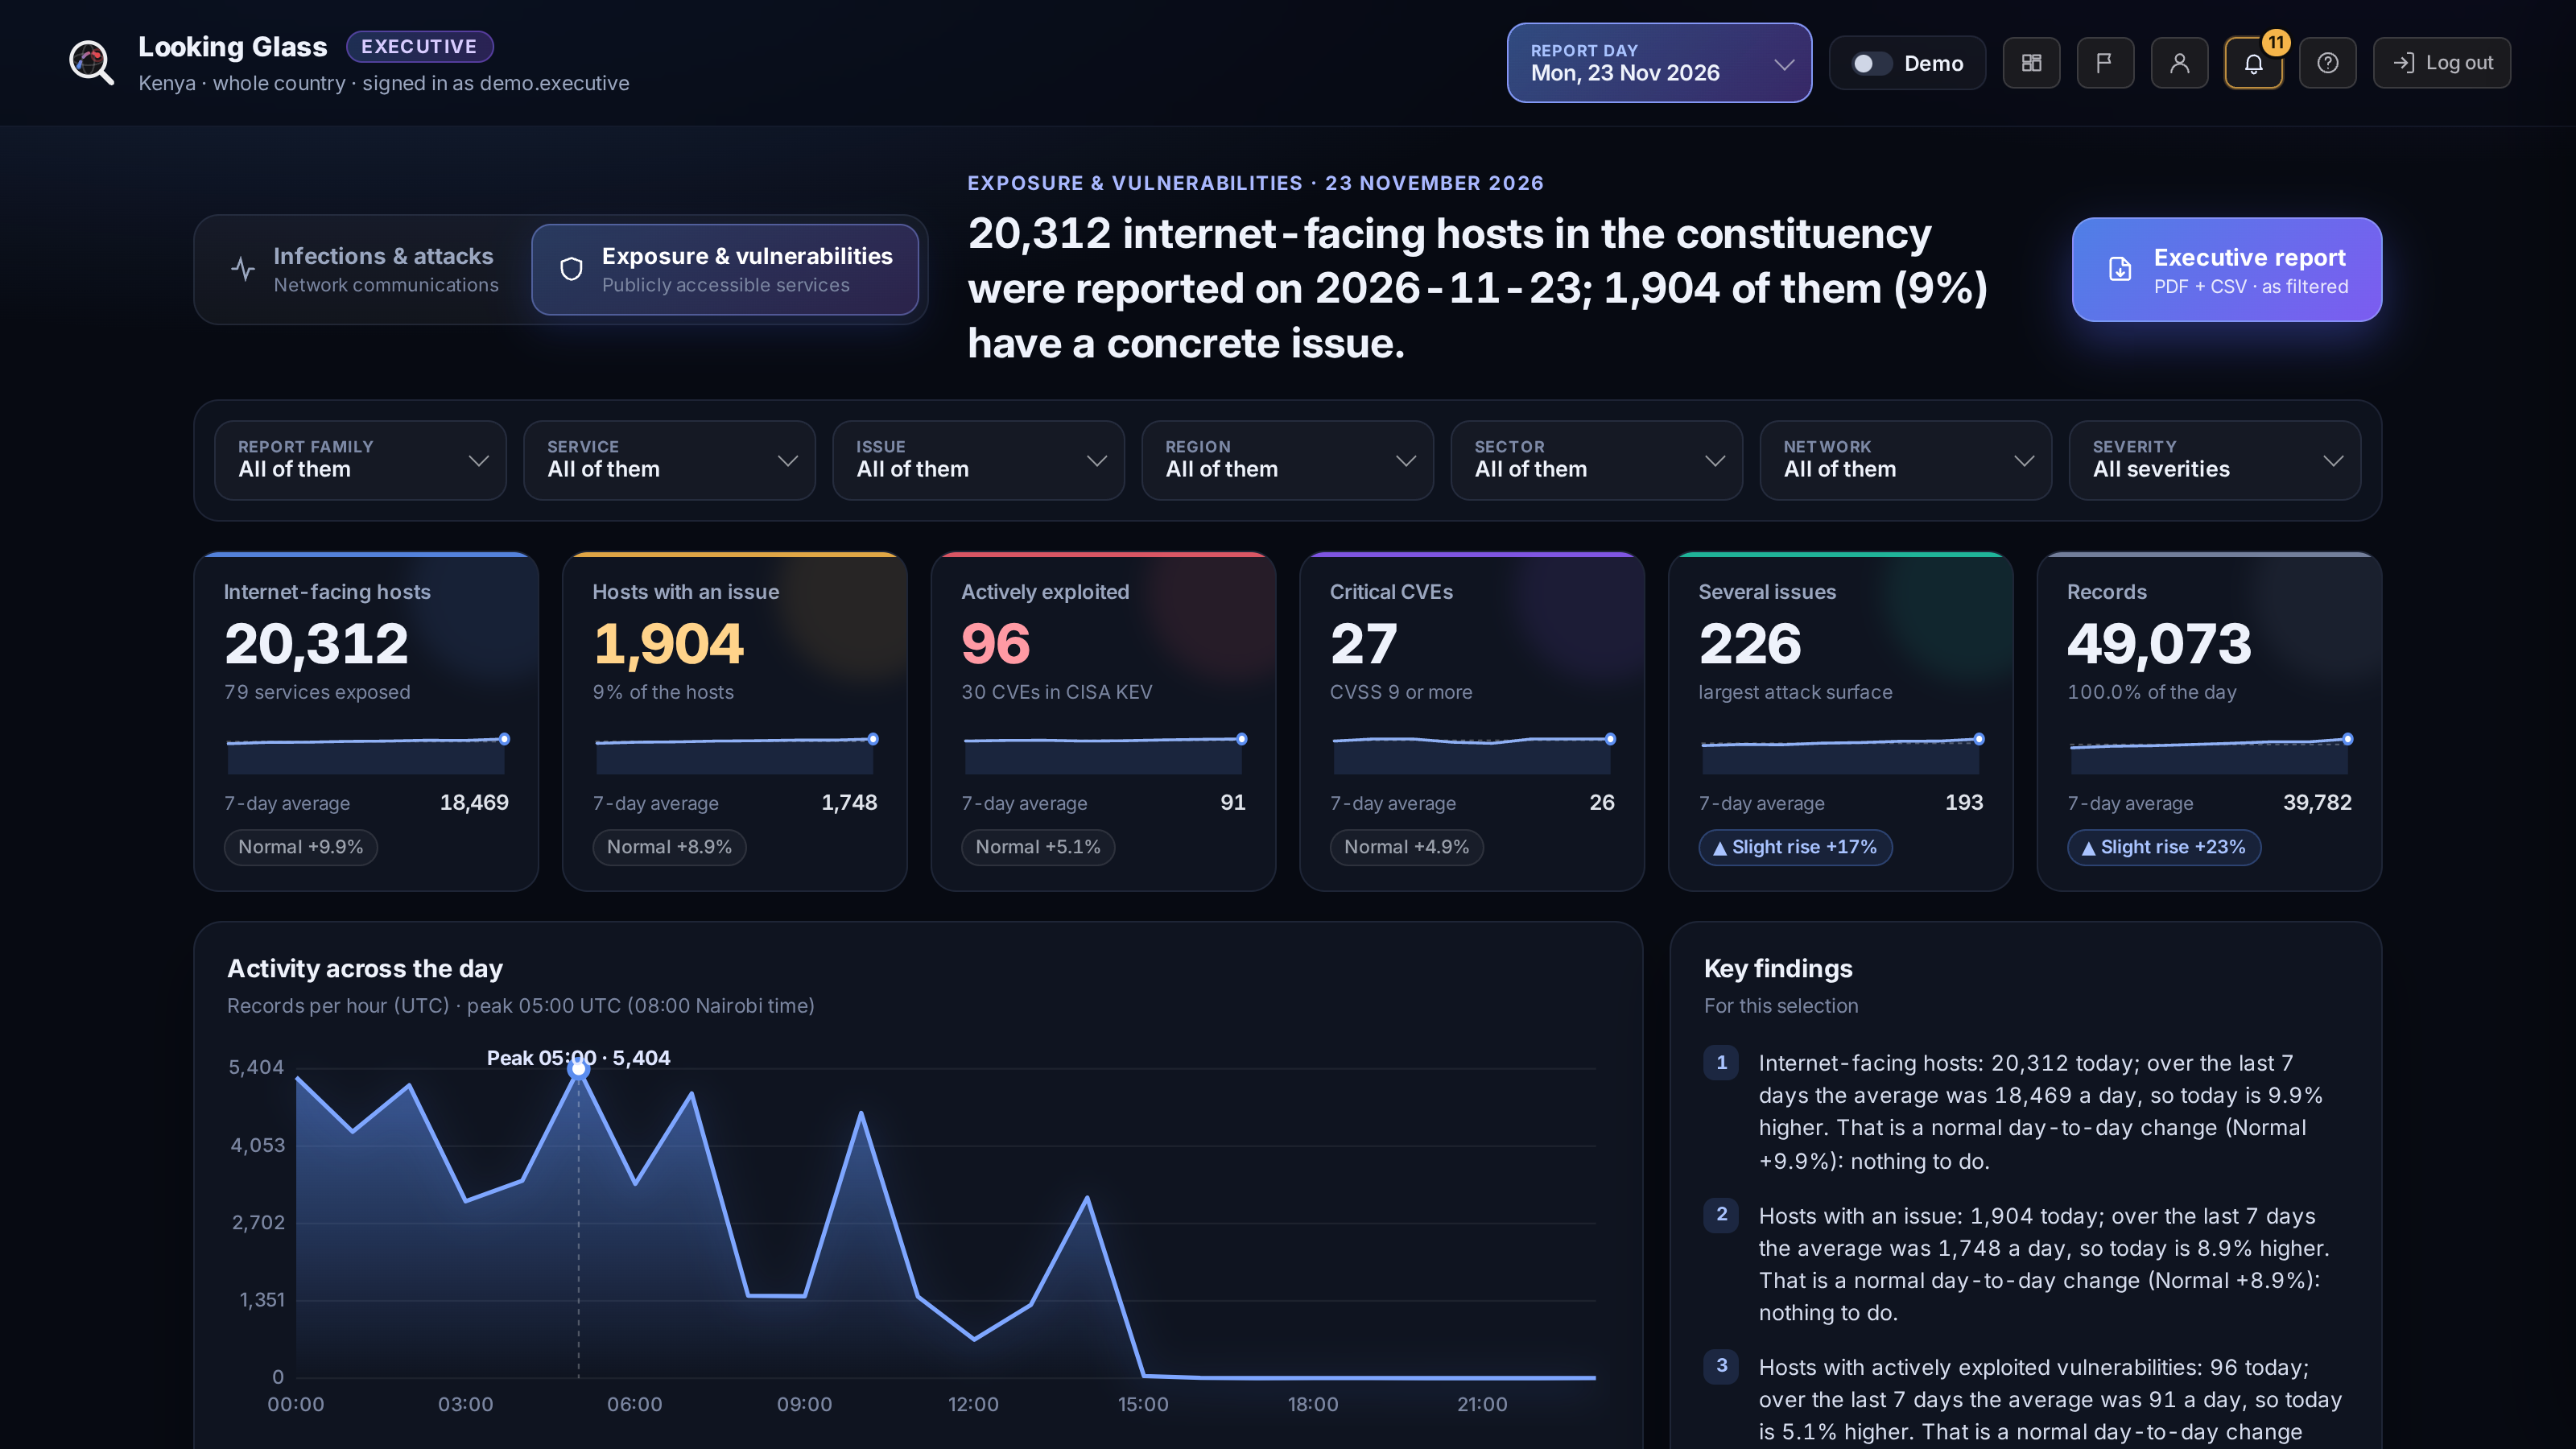 Looking Glass EXECUTIVE
Kenya · whole country · signed in as demo.executive
REPORT DAY
Mon, 23 Nov 2026
Demo
11
Log out
Infections & attacks
Network communications
Exposure & vulnerabilities
Publicly accessible services
EXPOSURE & VULNERABILITIES · 23 NOVEMBER 2026
20,312 internet-facing hosts in the constituency
were reported on 2026-11-23; 1,904 of them (9%)
have a concrete issue.
Executive report
PDF + CSV · as filtered
REPORT FAMILY
All of them
SERVICE
All of them
ISSUE
All of them
REGION
All of them
SECTOR
All of them
NETWORK
All of them
SEVERITY
All severities
Internet-facing hosts
20,312
79 services exposed
7-day average 18,469
Normal +9.9%
Hosts with an issue
1,904
9% of the hosts
7-day average 1,748
Normal +8.9%
Actively exploited
96
30 CVEs in CISA KEV
7-day average 91
Normal +5.1%
Critical CVEs
27
CVSS 9 or more
7-day average 26
Normal +4.9%
Several issues
226
largest attack surface
7-day average 193
▲ Slight rise +17%
Records
49,073
100.0% of the day
7-day average 39,782
▲ Slight rise +23%
Activity across the day
Records per hour (UTC) · peak 05:00 UTC (08:00 Nairobi time)
Peak 05:00 · 5,404
5,404
4,053
2,702
1,351
0
00:00 03:00 06:00 09:00 12:00 15:00 18:00 21:00
Key findings
For this selection
1 Internet-facing hosts: 20,312 today; over the last 7
days the average was 18,469 a day, so today is 9.9%
higher. That is a normal day-to-day change (Normal
+9.9%): nothing to do.
2 Hosts with an issue: 1,904 today; over the last 7 days
the average was 1,748 a day, so today is 8.9% higher.
That is a normal day-to-day change (Normal +8.9%):
nothing to do.
3 Hosts with actively exploited vulnerabilities: 96 today;
over the last 7 days the average was 91 a day, so today
is 5.1% higher. That is a normal day-to-day change